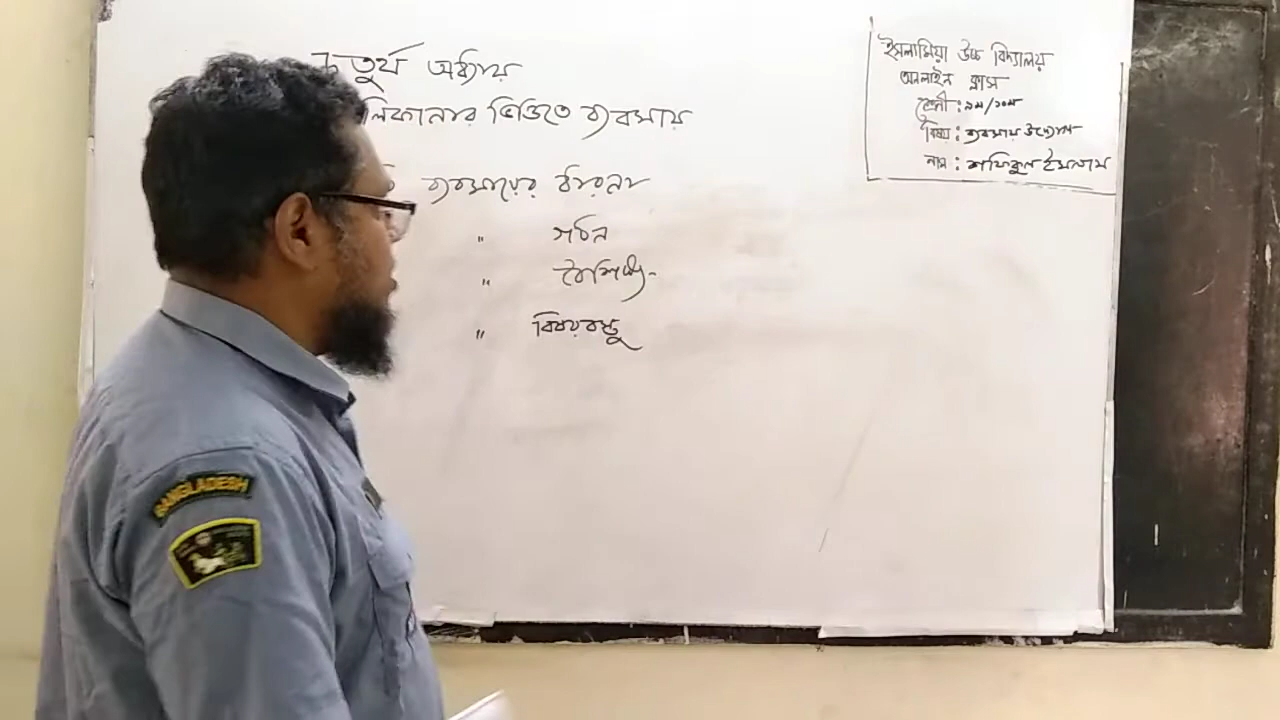 চতুর্থ অধ্যায়
মালিকানার ভিত্তিতে ব্যবসায়
ব্যবসায়ের ধারনা
" গঠন
" বৈশিষ্ট্য
" বিষয়বস্তু
ইসলামিয়া উচ্চ বিদ্যালয়
অনলাইন ক্লাস
শ্রেনী : ৯ম/১০ম
বিষয় : ব্যবসায় উদ্যোগ
নাম : শফিকুল ইসলাম
BANGLADESH